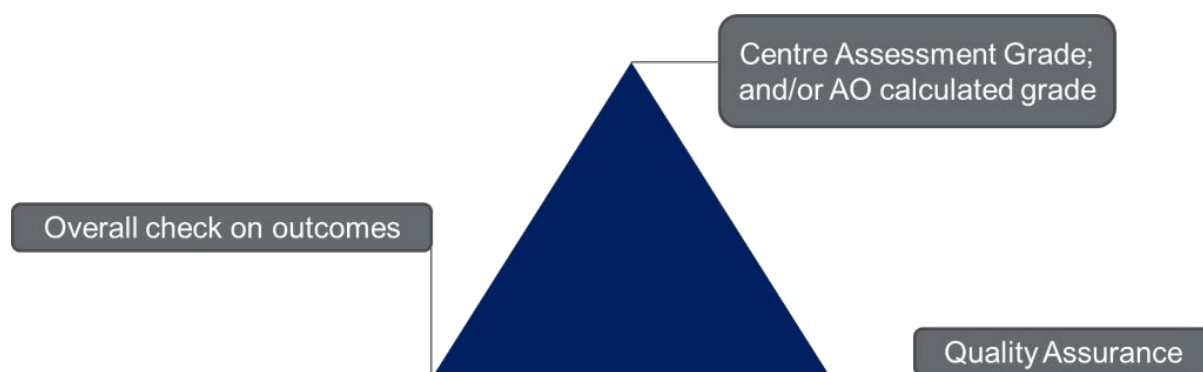 Centre Assessment Grade;
and/or AO calculated grade
Overall check on outcomes
Quality Assurance